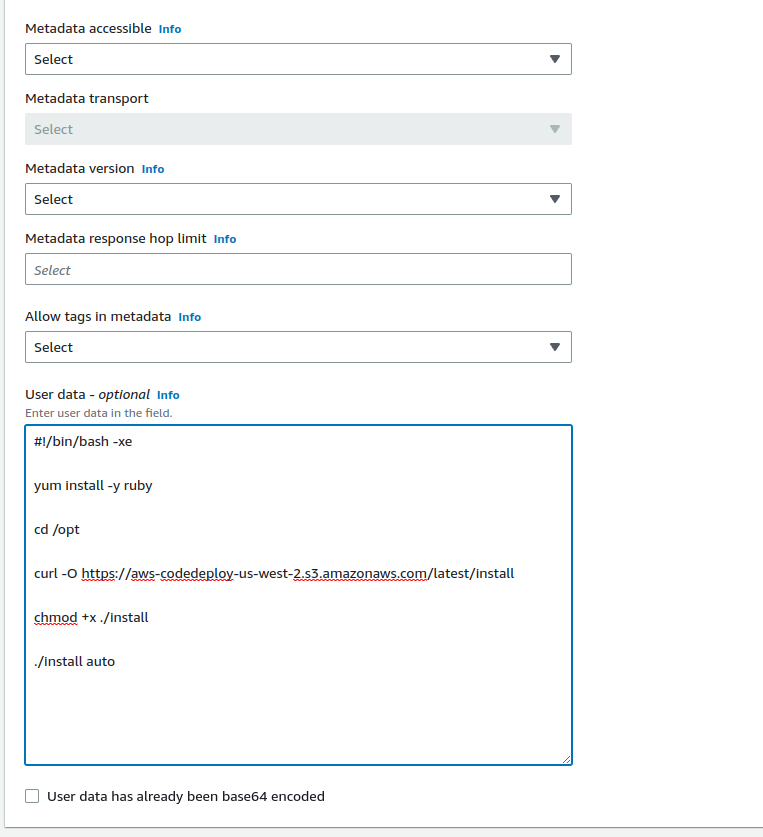 Metadata accessible Info
Select
Metadata transport
Select
Metadata version Info
Select
Metadata response hop limit Info
Select
Allow tags in metadata Info
Select
User data - optional Info
Enter user data in the field.
#!/bin/bash -xe
yum install -y ruby
cd /opt
curl -O https://aws-codedeploy-us-west-2.s3.amazonaws.com/latest/install
chmod +x ./install
./install auto
User data has already been base64 encoded